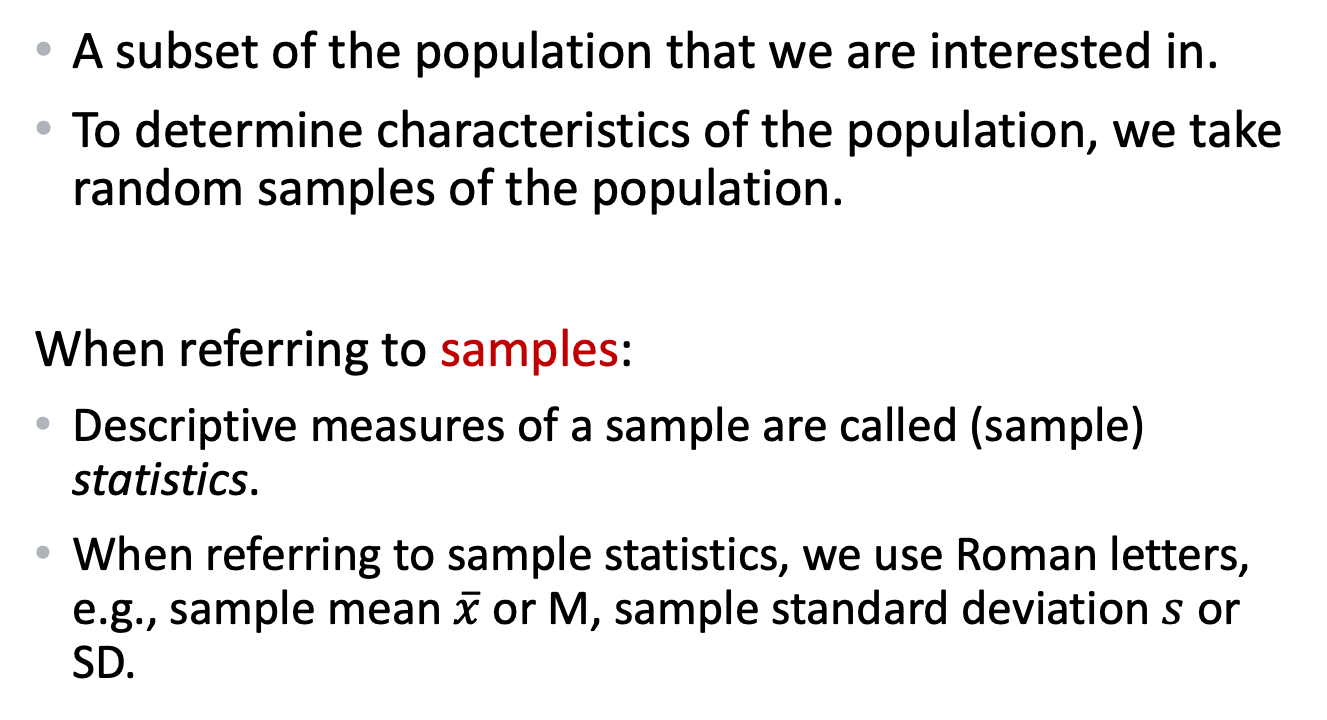 • A subset of the population that we are interested in.
• To determine characteristics of the population, we take
random samples of the population.
When referring to samples:
• Descriptive measures of a sample are called (sample)
statistics.
• When referring to sample statistics, we use Roman letters,
e.g., sample mean x̄ or M, sample standard deviation s or
SD.